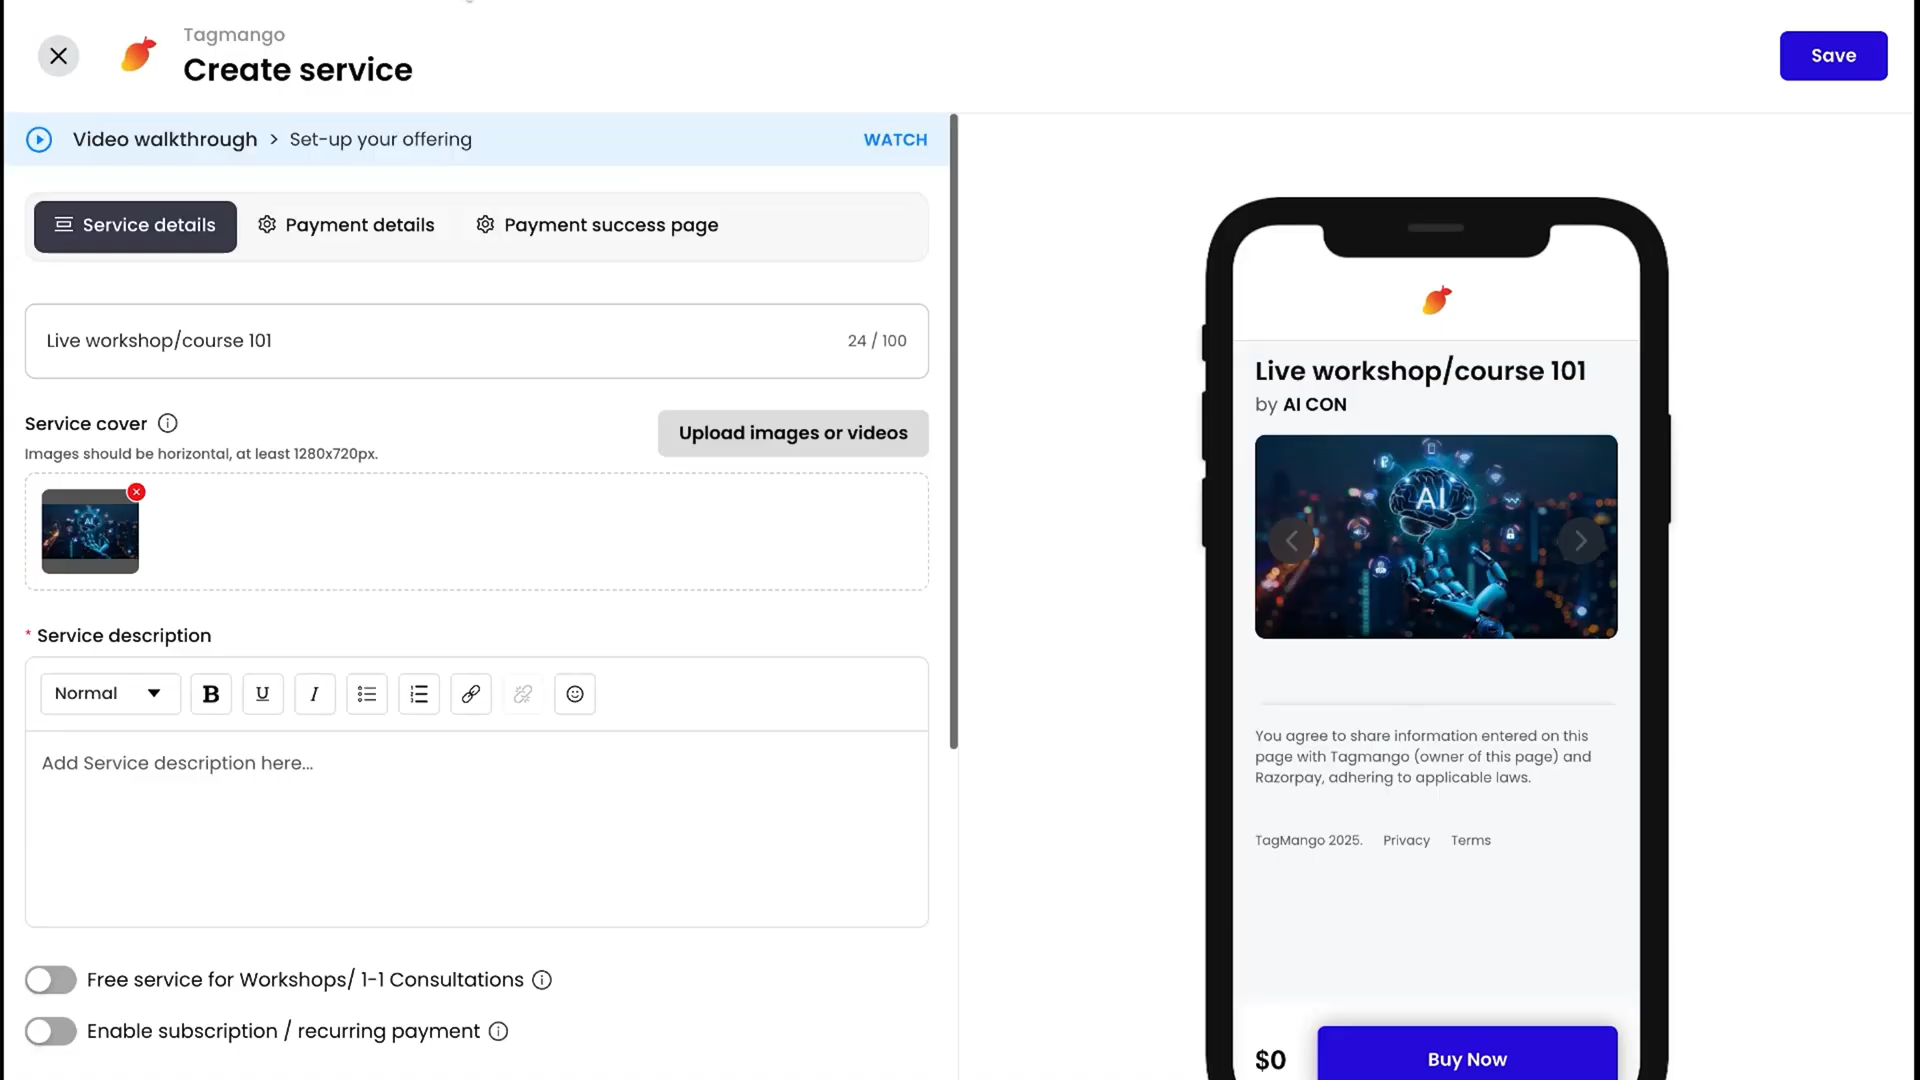 Tagmango
Create service
Save
Video walkthrough > Set-up your offering
WATCH
Service details
Payment details
Payment success page
Live workshop/course 101
24 / 100
Service cover
Images should be horizontal, at least 1280x720px.
Upload images or videos
* Service description
Normal
B U I
Add Service description here...
Free service for Workshops/ 1-1 Consultations
Enable subscription / recurring payment
Live workshop/course 101
by AI CON
AI
You agree to share information entered on this
page with Tagmango (owner of this page) and
Razorpay, adhering to applicable laws.
TagMango 2025. Privacy Terms
$0
Buy Now